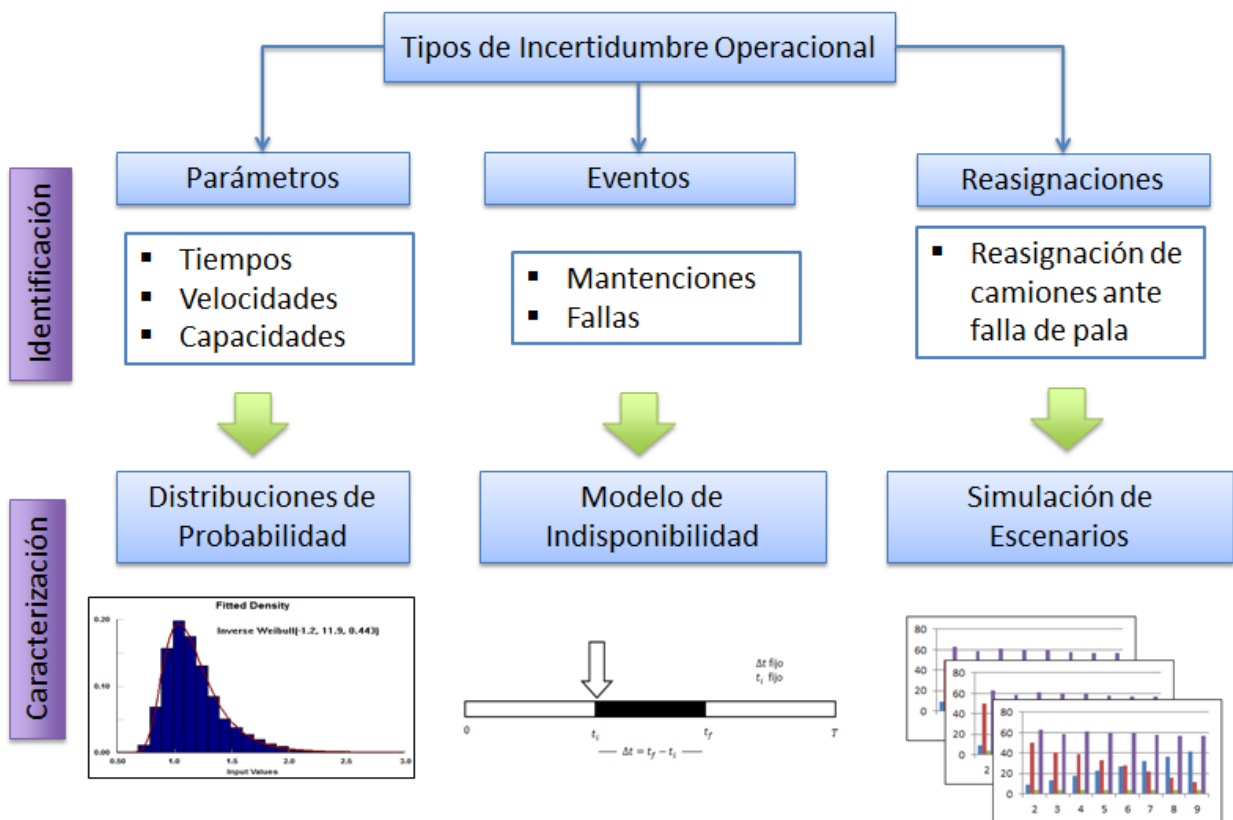 Tipos de Incertidumbre Operacional
Identificación
Parámetros
▪ Tiempos
▪ Velocidades
▪ Capacidades
Eventos
▪ Mantenciones
▪ Fallas
Reasignaciones
▪ Reasignación de
camiones ante
falla de pala
Caracterización
Distribuciones de
Probabilidad
Modelo de
Indisponibilidad
Simulación de
Escenarios
Fitted Density
Inverse Weibull(-1.2, 11.9, 0.443)
0.20
0.10
0.00
0.50 1.0 1.5 2.0 2.5 3.0
Input Values
Δt fijo
t_i fijo
0 t_i t_f T
Δt = t_f − t_i
80
60
40
20
0
80
60
40
20
0
2
80
60
40
20
0
2 3 4 5 6 7 8 9